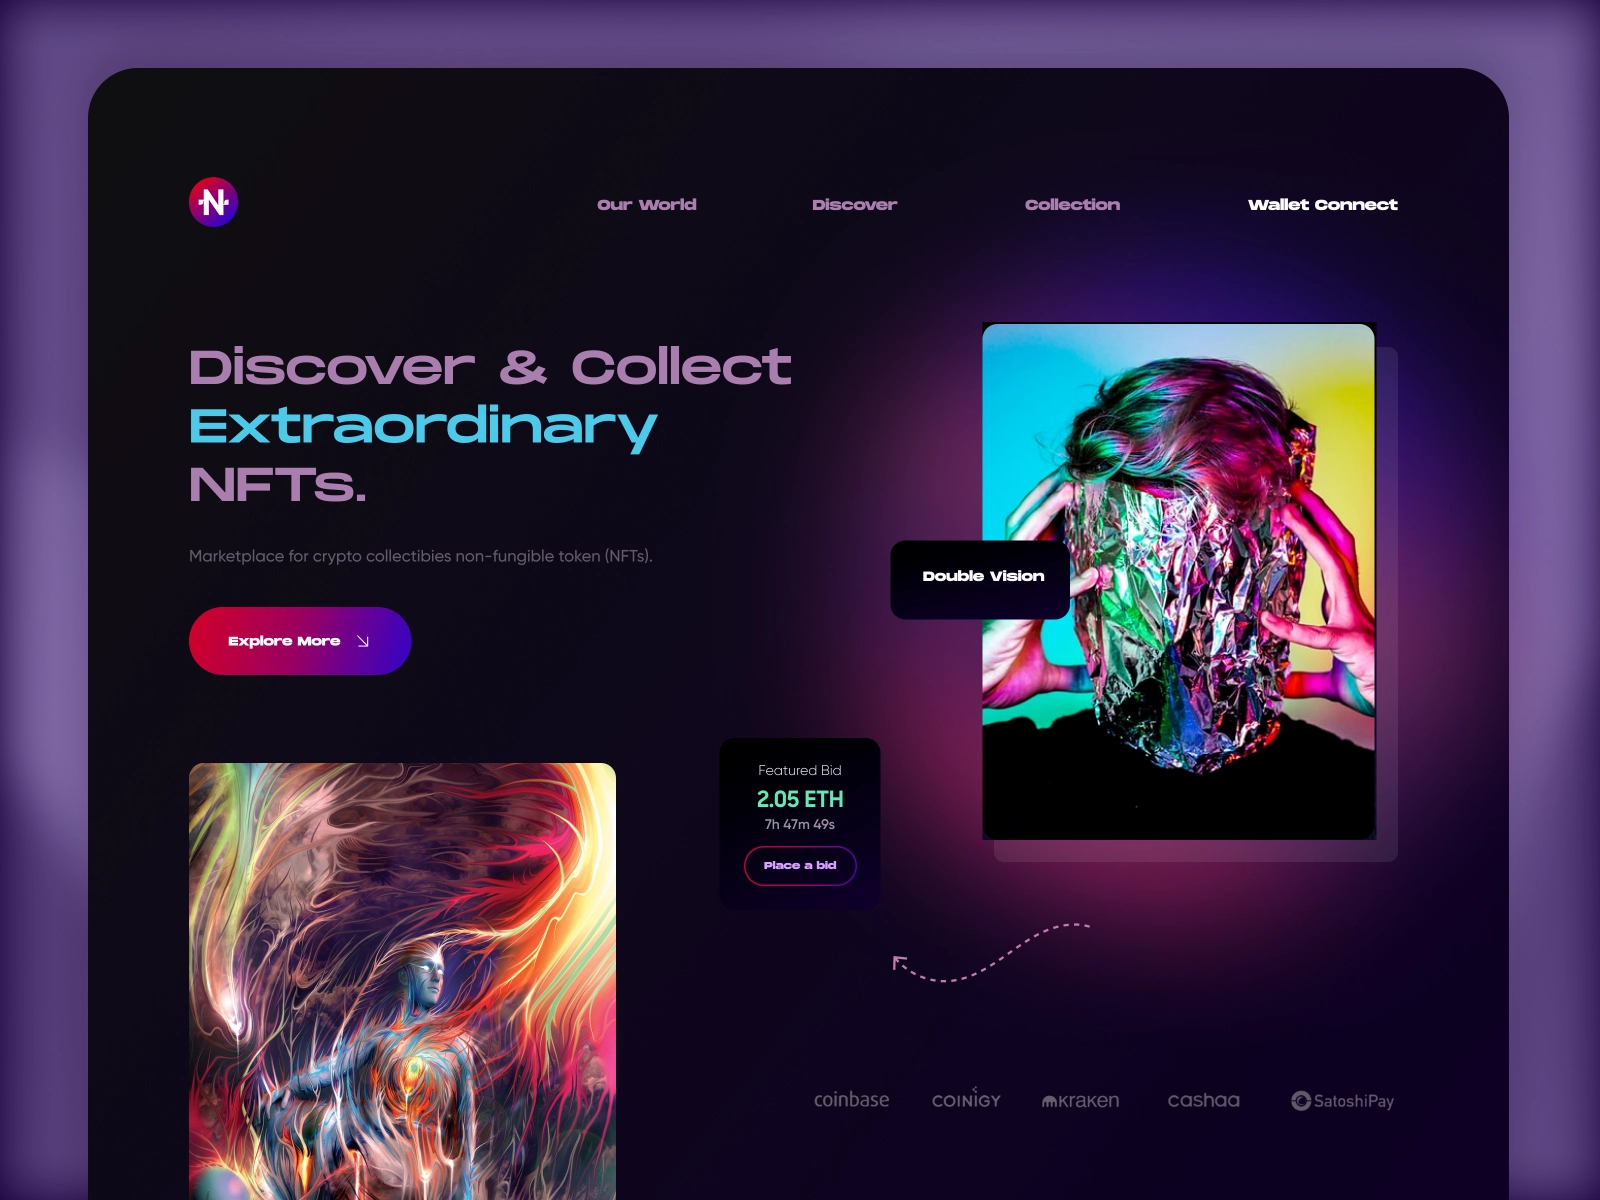 N
Our World
Discover
Collection
Wallet Connect
Discover & Collect
Extraordinary
NFTs.
Marketplace for crypto collectibies non-fungible token (NFTs).
Explore More
Double Vision
Featured Bid
2.05 ETH
7h 47m 49s
Place a bid
coinbase
COINIGY
kraken
cashaa
SatoshiPay